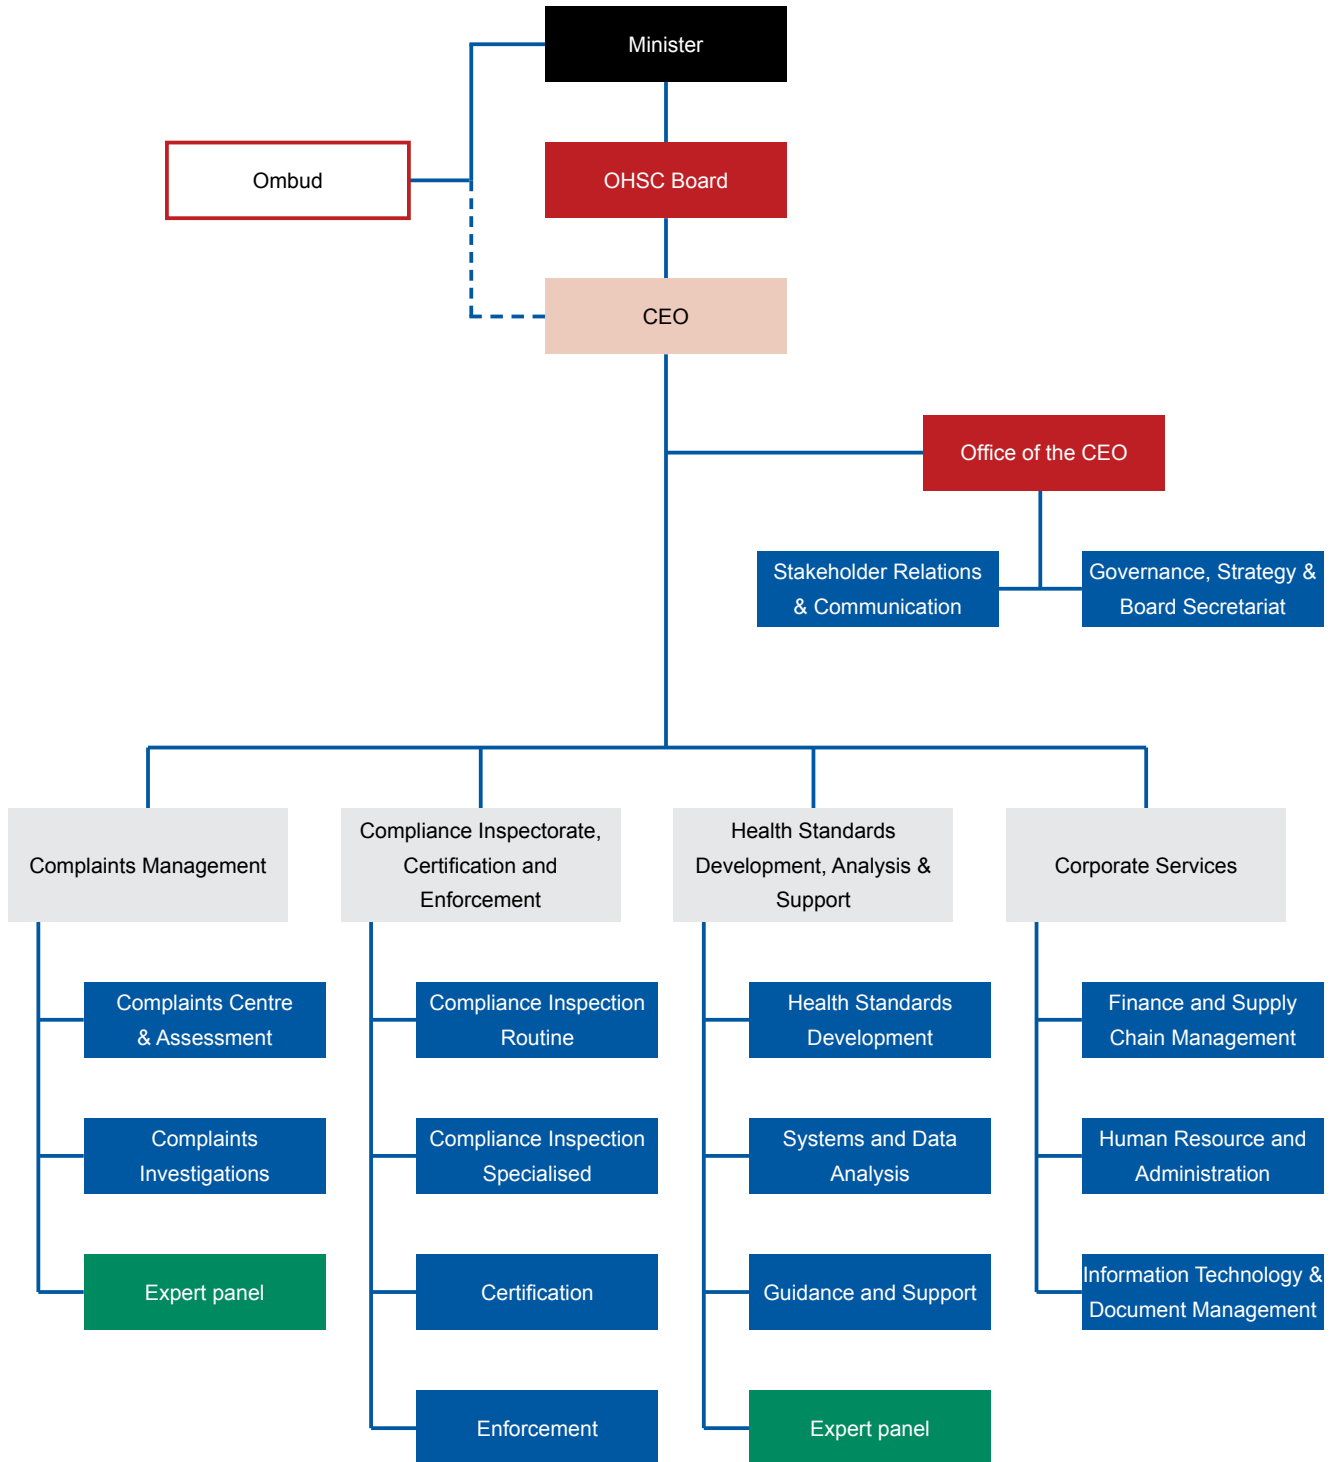 Minister
Ombud
OHSC Board
CEO
Office of the CEO
Stakeholder Relations
& Communication
Governance, Strategy &
Board Secretariat
Complaints Management
Compliance Inspectorate,
Certification and
Enforcement
Health Standards
Development, Analysis &
Support
Corporate Services
Complaints Centre
& Assessment
Complaints
Investigations
Expert panel
Compliance Inspection
Routine
Compliance Inspection
Specialised
Certification
Enforcement
Health Standards
Development
Systems and Data
Analysis
Guidance and Support
Expert panel
Finance and Supply
Chain Management
Human Resource and
Administration
Information Technology &
Document Management